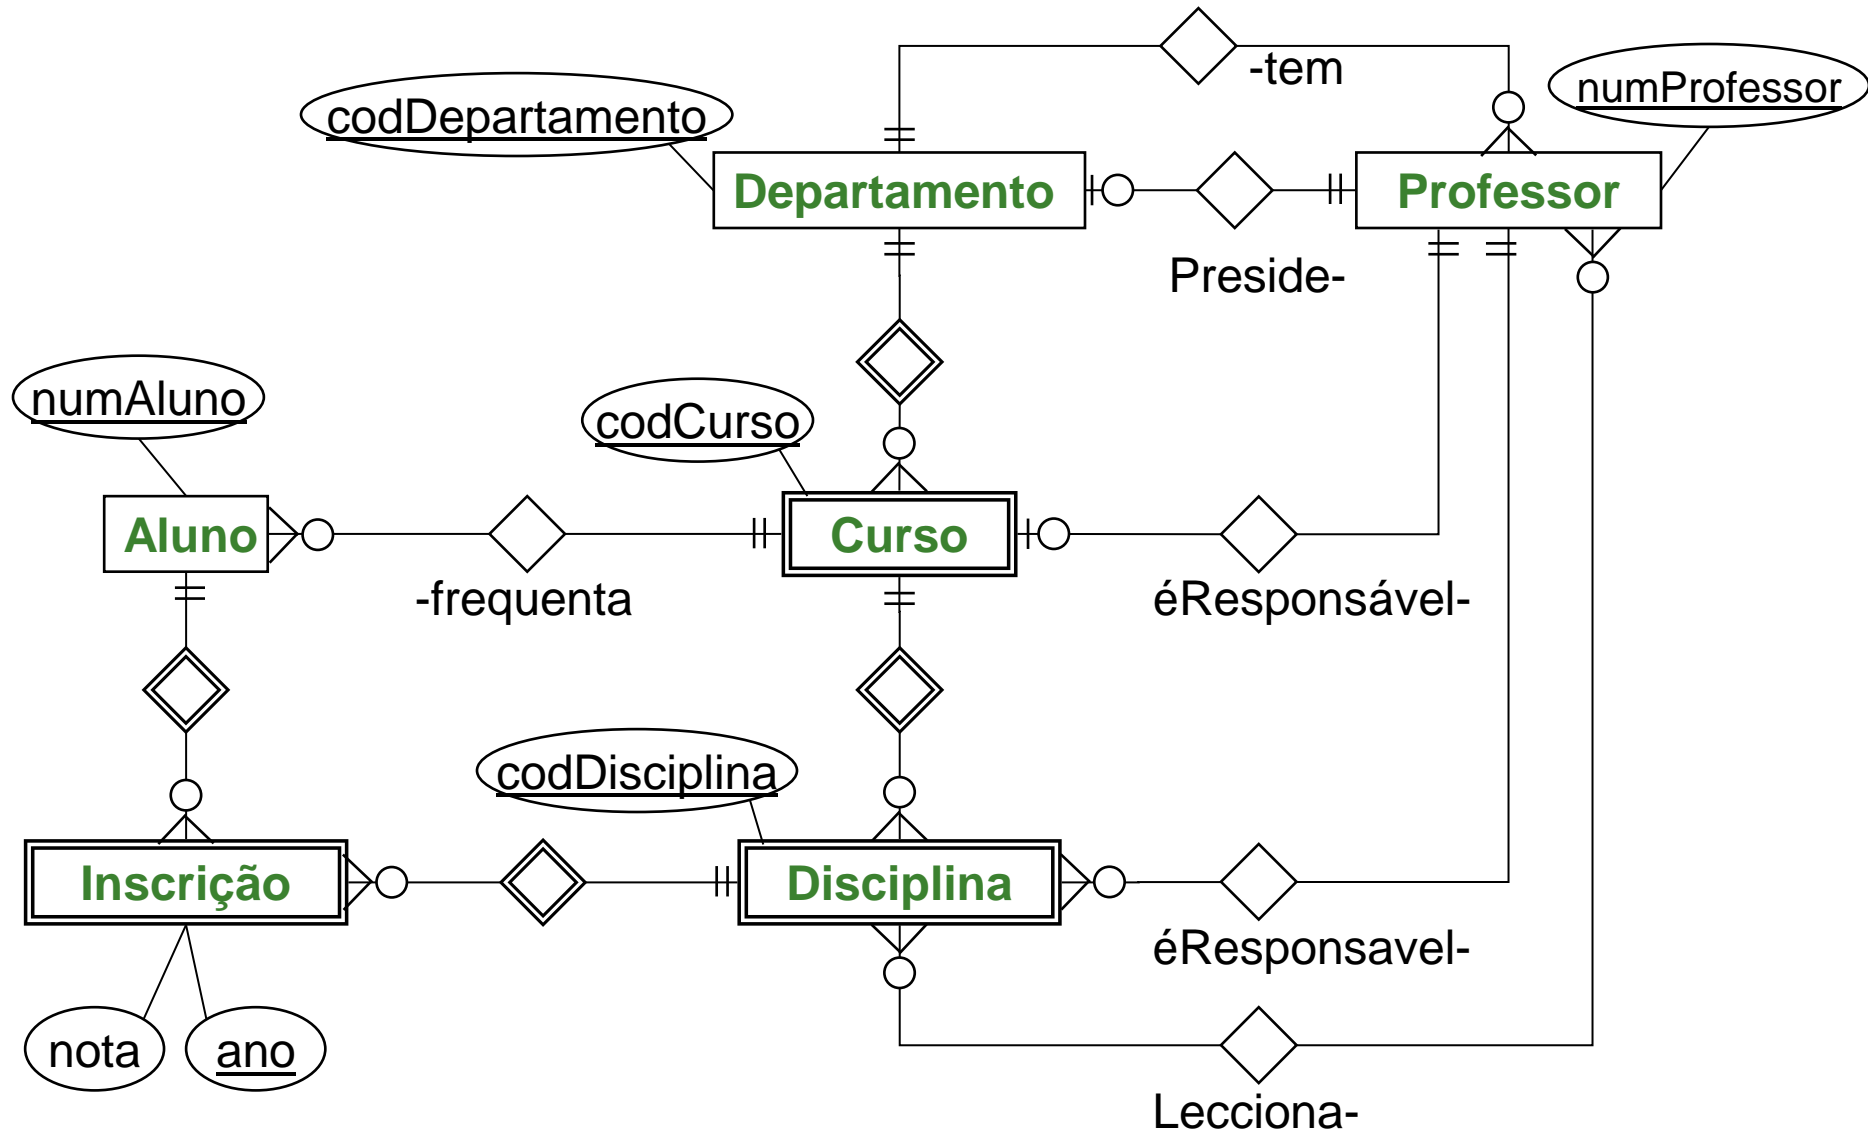 -tem
numProfessor
codDepartamento
Departamento
Professor
Preside-
numAluno
codCurso
Aluno
Curso
-frequenta
éResponsável-
codDisciplina
Inscrição
Disciplina
éResponsavel-
nota
ano
Lecciona-